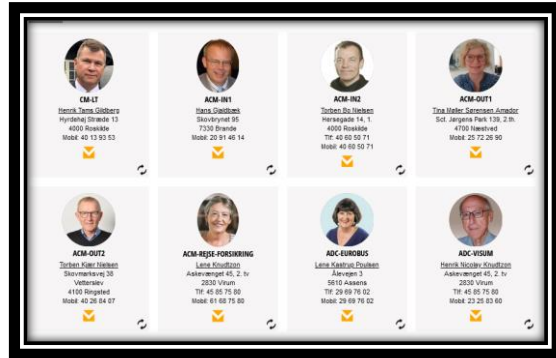 CM-LT
Henrik Tams Gildberg
Hyrdehøj Stræde 13
4000 Roskilde
Mobil: 40 13 93 53
ACM-IN1
Hans Gjaldbæk
Skovbrynet 95
7330 Brande
Mobil: 20 91 46 14
ACM-IN2
Torben Bo Nielsen
Hersegade 14, 1.
4000 Roskilde
Tlf: 40 60 50 71
Mobil: 40 60 50 71
ACM-OUT1
Tina Møller Sørensen Amador
Sct. Jørgens Park 139, 2.th.
4700 Næstved
Mobil: 25 72 26 90
ACM-OUT2
Torben Kjær Nielsen
Skovmarksvej 38
Vetterslev
4100 Ringsted
Mobil: 40 26 84 07
ACM-REJSE-FORSIKRING
Lene Knudtzon
Askevænget 45, 2. tv
2830 Virum
Tlf: 45 85 75 80
Mobil: 61 68 75 80
ADC-EUROBUS
Lene Kastrup Poulsen
Ålevejen 3
5610 Assens
Tlf: 29 69 76 02
Mobil: 29 69 76 02
ADC-VISUM
Henrik Nicolay Knudtzon
Askevænget 45, 2. tv
2830 Virum
Tlf: 45 85 75 80
Mobil: 23 25 83 60